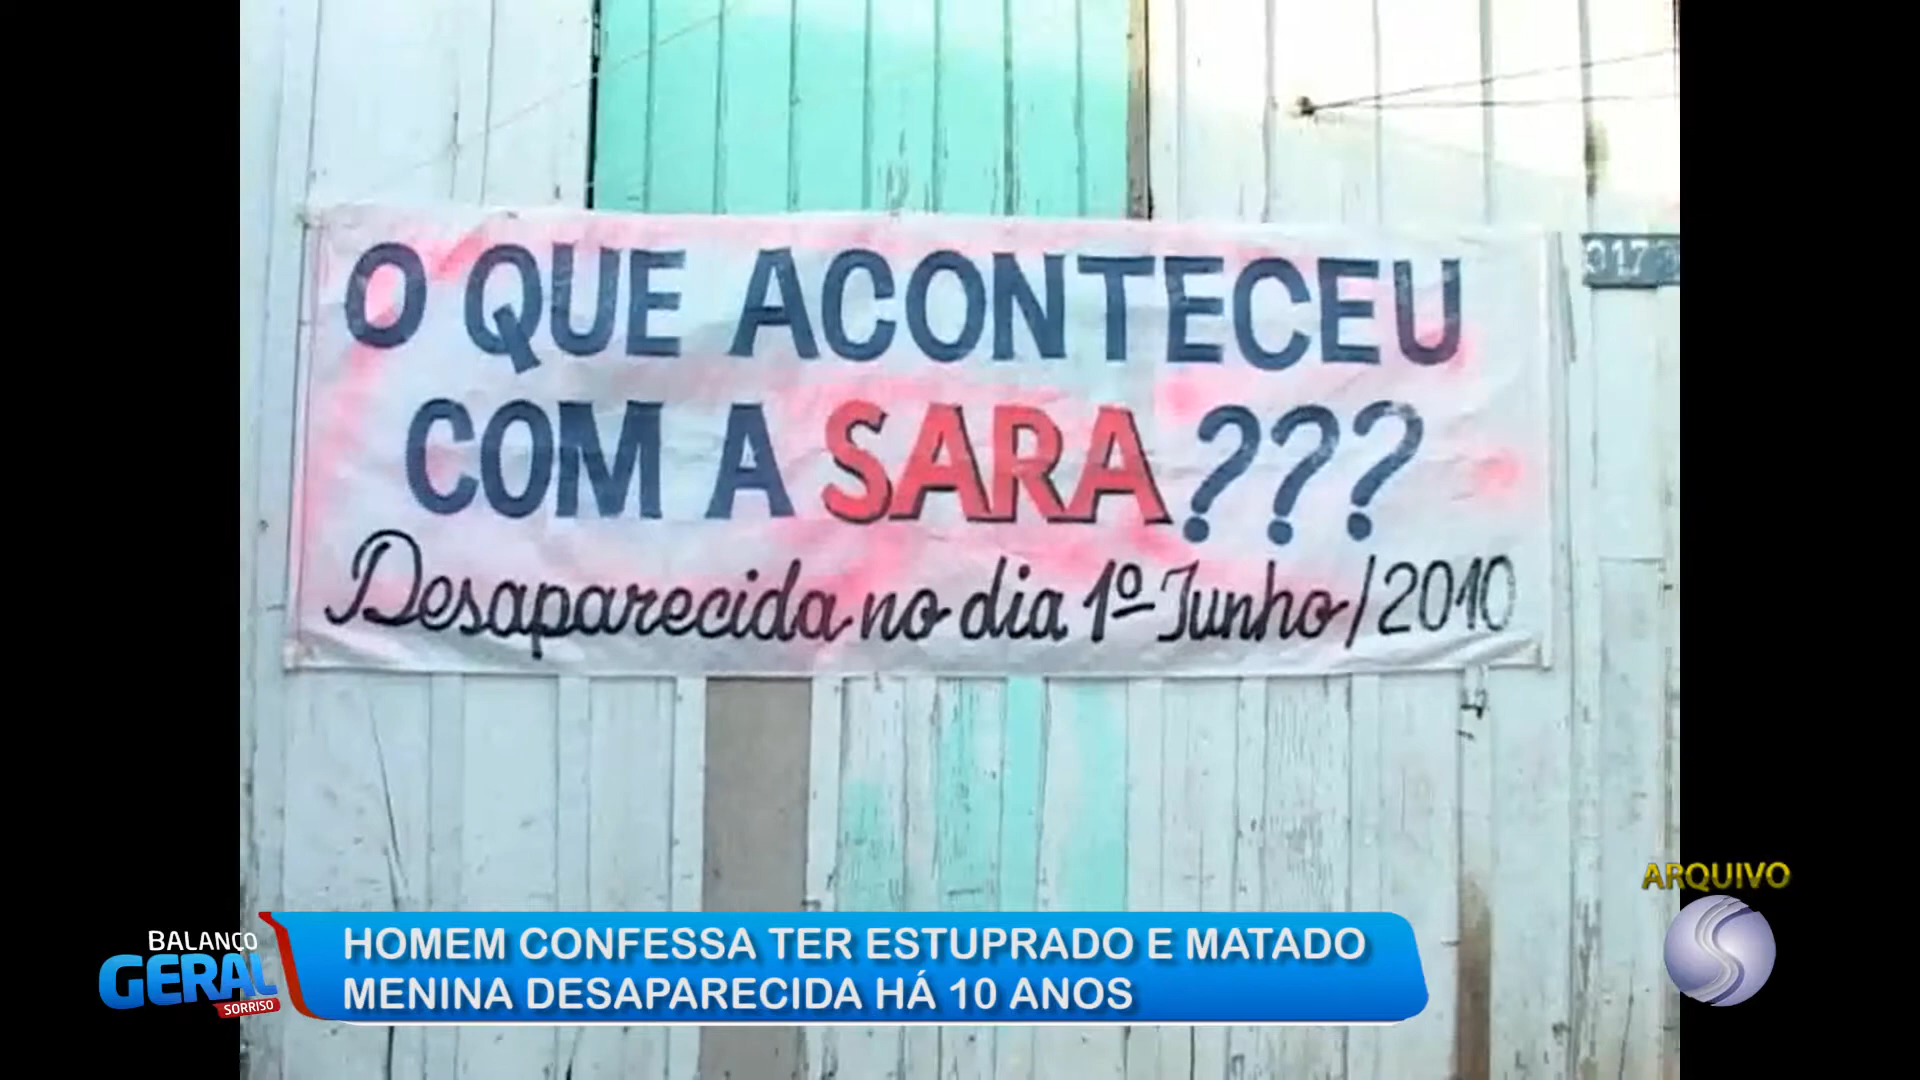 O QUE ACONTECEU
COM A SARA???
Desaparecida no dia 1º Junho/2010
317
ARQUIVO
BALANÇO
GERAL
SORRISO
HOMEM CONFESSA TER ESTUPRADO E MATADO
MENINA DESAPARECIDA HÁ 10 ANOS